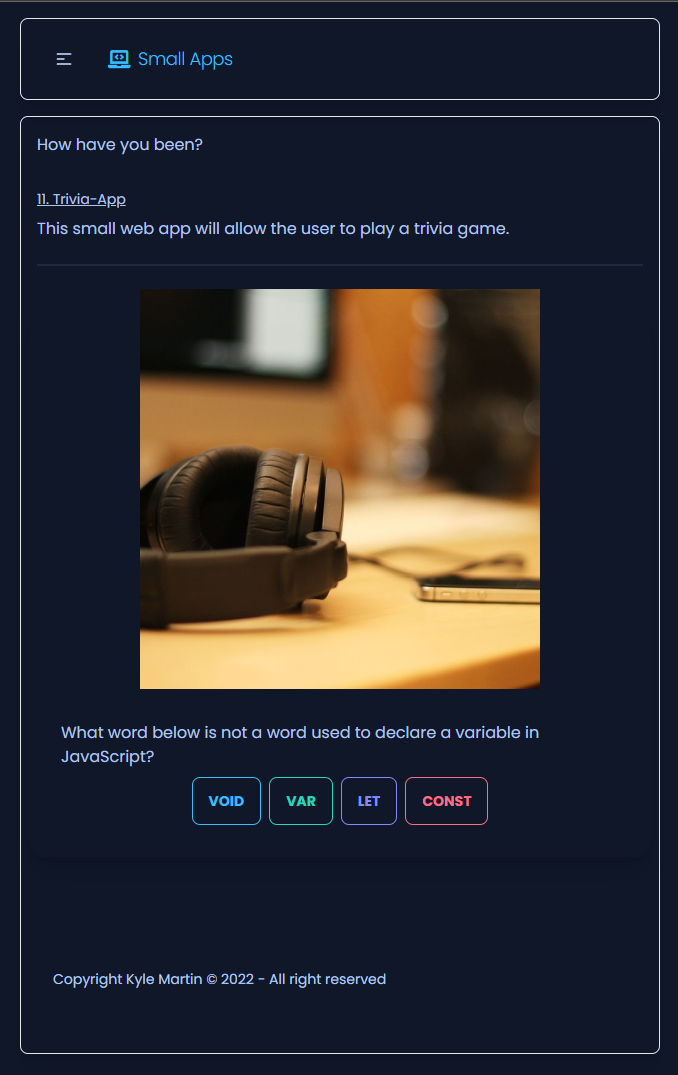 Small Apps
How have you been?
11. Trivia-App
This small web app will allow the user to play a trivia game.
What word below is not a word used to declare a variable in
JavaScript?
VOID VAR LET CONST
Copyright Kyle Martin © 2022 - All right reserved